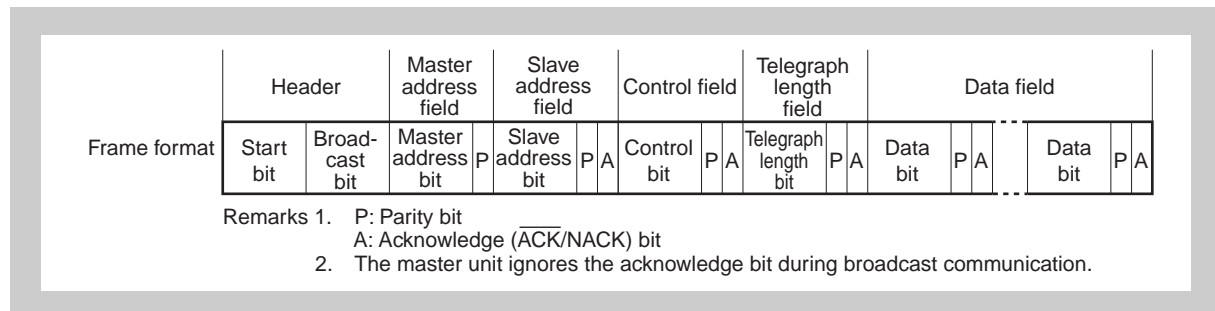 Header
Master
address
field
Slave
address
field
Control field
Telegraph
length
field
Data field
Frame format
Start
bit
Broad-
cast
bit
Master
address
bit
P
Slave
address
bit
P A
Control
bit
P A
Telegraph
length
bit
P A
Data
bit
P A
Data
bit
P A
Remarks 1. P: Parity bit
A: Acknowledge (A̅C̅K̅/NACK) bit
2. The master unit ignores the acknowledge bit during broadcast communication.